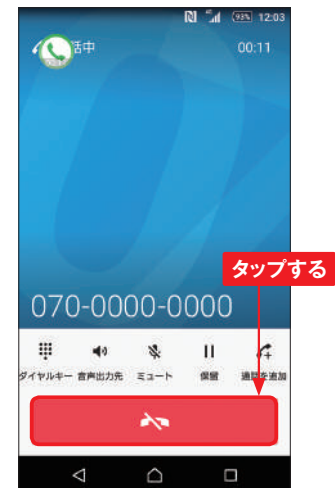 93% 12:03
話中 00:11
タップする
070-0000-0000
ダイヤルキー 音声出力先 ミュート 保留 通話を追加